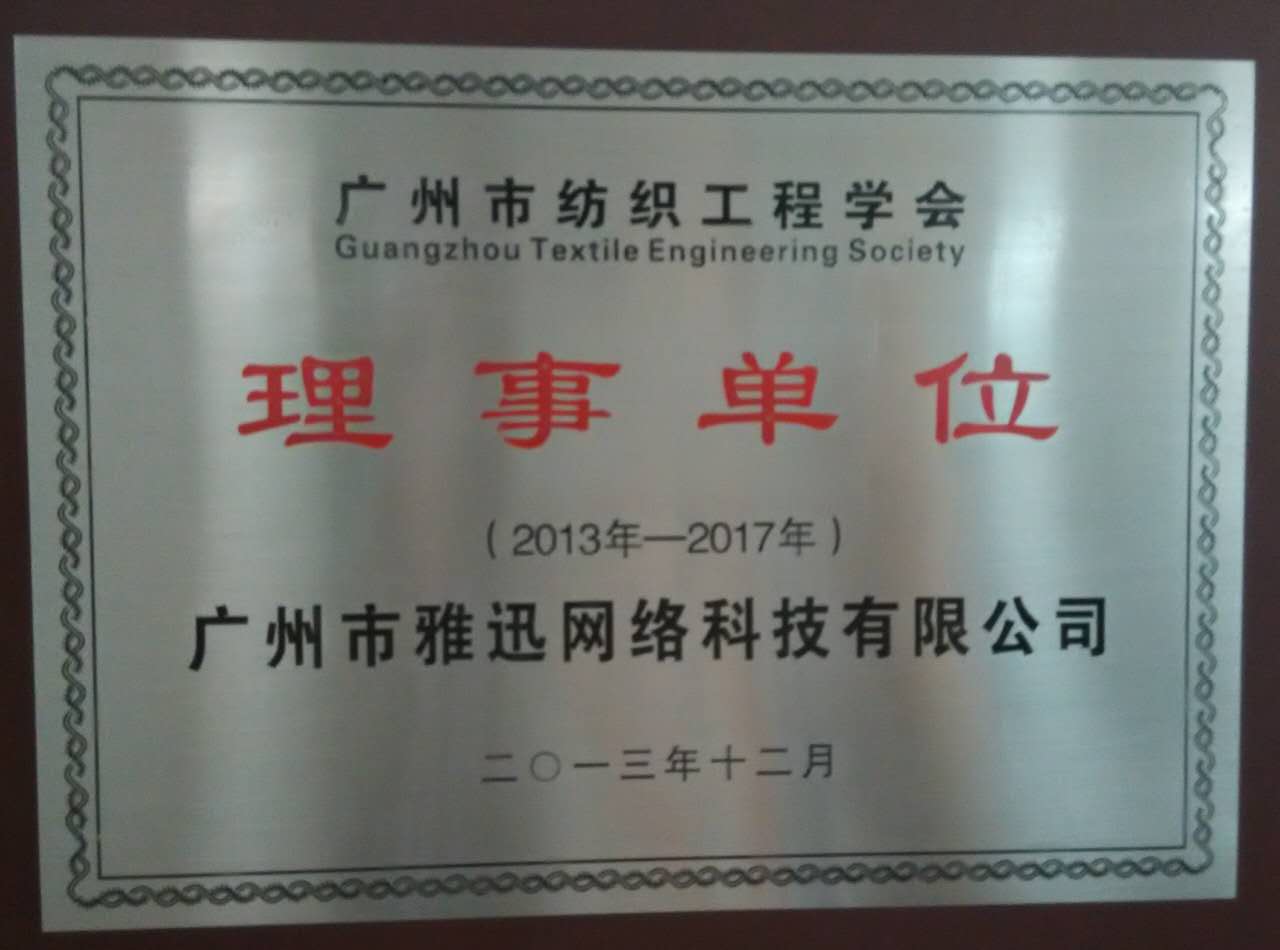 广州市纺织工程学会
Guangzhou Textile Engineering Society
理事单位
（2013年—2017年）
广州市雅迅网络科技有限公司
二〇一三年十二月